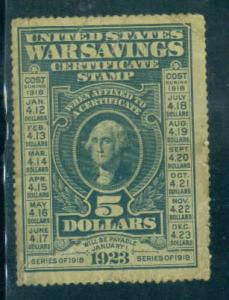 UNITED STATES
WAR SAVINGS
CERTIFICATE
STAMP
COST
DURING
1918
JAN.
4.12
DOLLARS
FEB.
4.13
DOLLARS
MAR.
4.14
DOLLARS
APR.
4.15
DOLLARS
MAY
4.16
DOLLARS
JUNE
4.17
DOLLARS
WHEN AFFIXED TO
A CERTIFICATE
COST
DURING
1918
JULY
4.18
DOLLARS
AUG.
4.19
DOLLARS
SEPT.
4.20
DOLLARS
OCT.
4.21
DOLLARS
NOV.
4.22
DOLLARS
DEC.
4.23
DOLLARS
5
DOLLARS
WILL BE PAYABLE
JANUARY 1,
1923
SERIES OF 1918
SERIES OF 1918